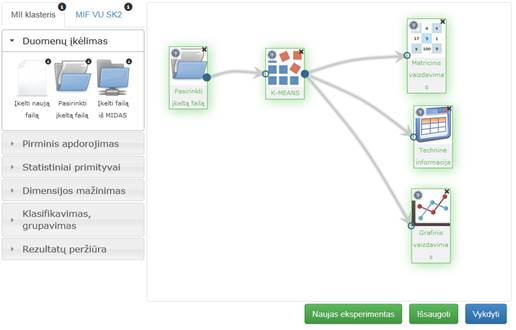 MII klasteris
MIF VU SK2
Duomenų įkėlimas
Įkelti naują
failą
Pasirinkti
įkeltą failą
Įkelti failą
iš MIDAS
Pirminis apdorojimas
Statistiniai primityvai
Dimensijos mažinimas
Klasifikavimas,
grupavimas
Rezultatų peržiūra
Pasirinkti
įkeltą failą
K-MEANS
Matricinis
vaizdavima
s
Techninė
informacija
Grafinis
vaizdavima
s
Naujas eksperimentas
Išsaugoti
Vykdyti